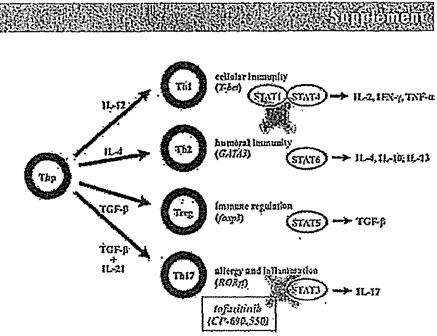 Supplement
Thp
IL-12
IL-4
TGF-β
TGF-β
+
IL-21
Th1
cellular immunity
(T-bet)
STAT1
STAT4
IL-2, IFN-γ, TNF-α
Th2
humoral immunity
(GATA3)
STAT6
IL-4, IL-10, IL-13
Treg
immune regulation
(foxp3)
STAT5
TGF-β
Th17
allergy and inflammation
(RORγt)
STAT3
IL-17
tofacitinib
(CP-690,550)